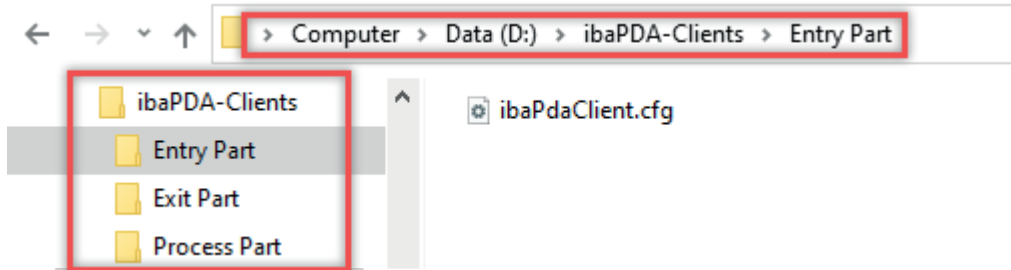 Computer > Data (D:) > ibaPDA-Clients > Entry Part
ibaPDA-Clients
Entry Part
Exit Part
Process Part
ibaPdaClient.cfg